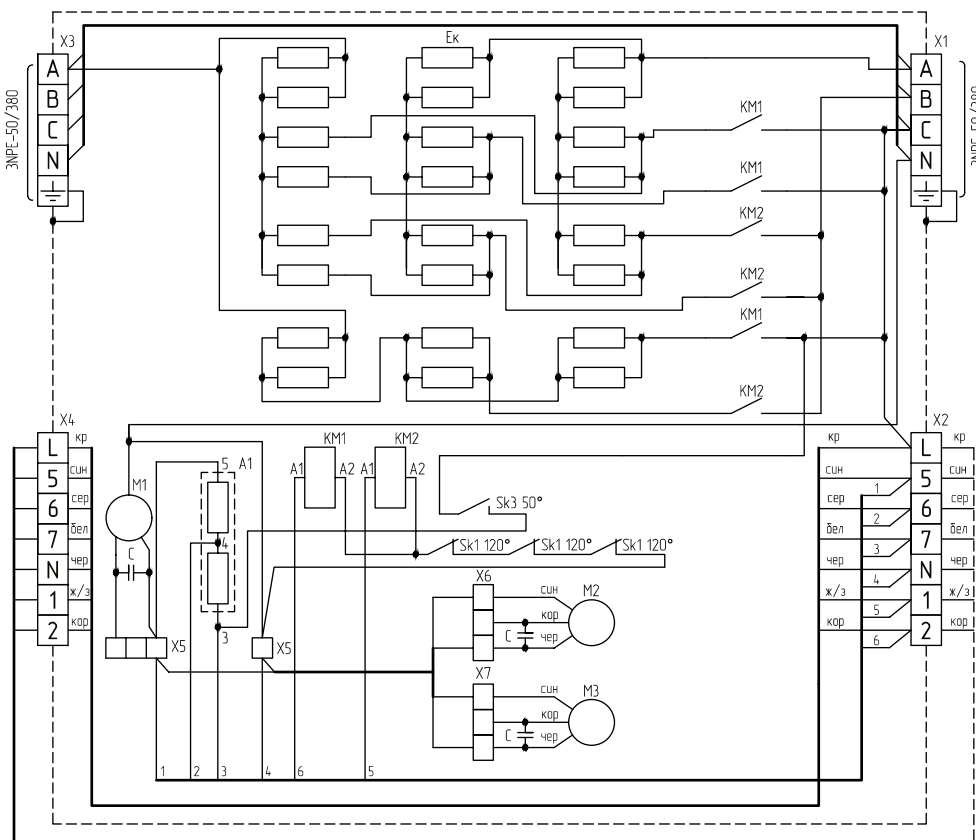 X3
Ек
X1
A
B
C
N
3NPE~50/380
A
B
C
N
3NPE~50/380
KM1
KM1
KM2
KM2
KM1
KM2
X4
L
5
6
7
N
1
2
кр
син
сер
бел
чер
ж/з
кор
M1
C
5
A1
4
3
KM1
A1
A2
KM2
A1
A2
Sk3 50°
Sk1 120°
Sk1 120°
Sk1 120°
X5
X5
X6
син
кор
чер
C
M2
X7
син
кор
чер
C
M3
1
2
3
4
6
5
кр
син
сер
бел
чер
ж/з
кор
1
2
3
4
5
6
X2
L
5
6
7
N
1
2
кр
син
сер
бел
чер
ж/з
кор